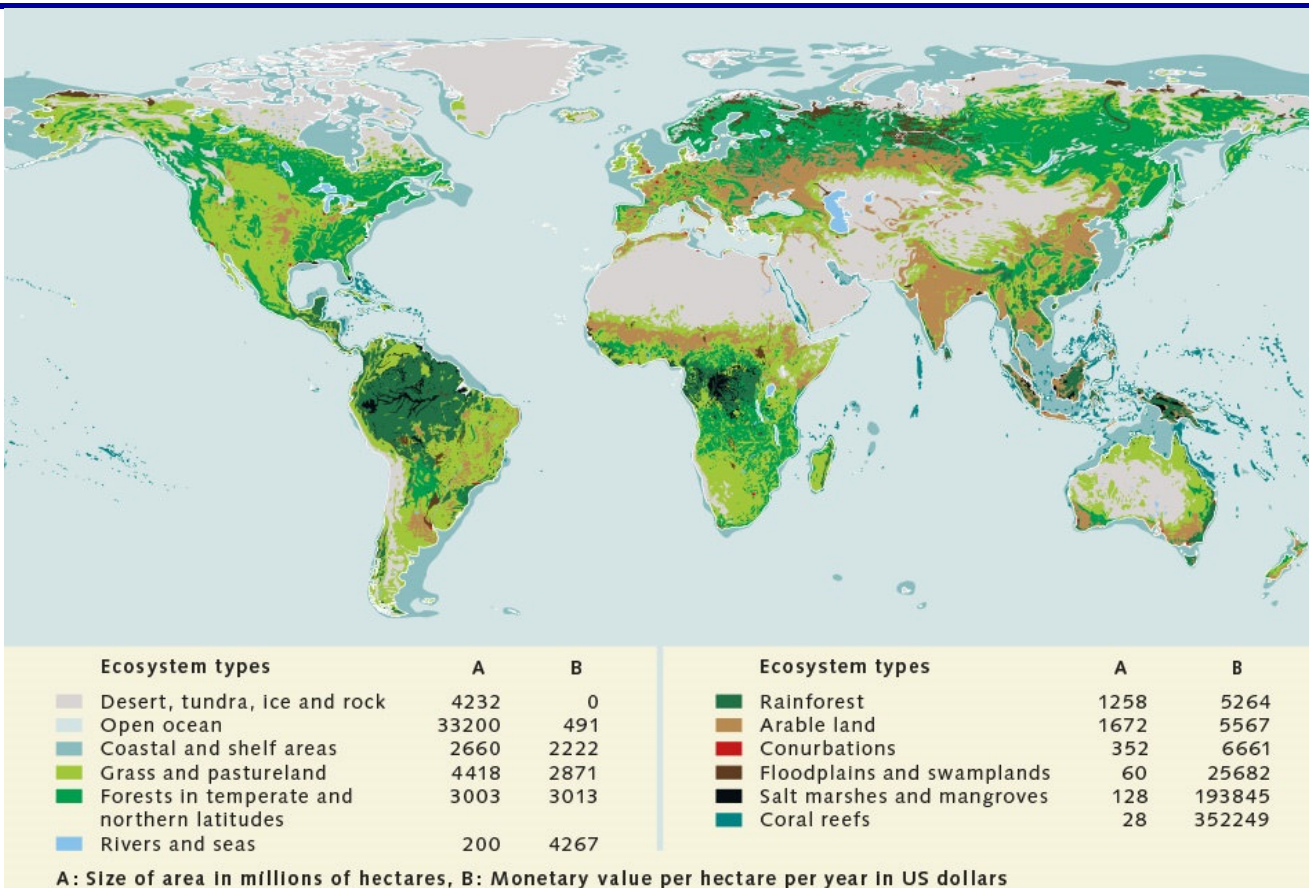 Ecosystem types A B
Desert, tundra, ice and rock 4232 0
Open ocean 33200 491
Coastal and shelf areas 2660 2222
Grass and pastureland 4418 2871
Forests in temperate and
northern latitudes 3003 3013
Rivers and seas 200 4267
Ecosystem types A B
Rainforest 1258 5264
Arable land 1672 5567
Conurbations 352 6661
Floodplains and swamplands 60 25682
Salt marshes and mangroves 128 193845
Coral reefs 28 352249
A: Size of area in millions of hectares, B: Monetary value per hectare per year in US dollars